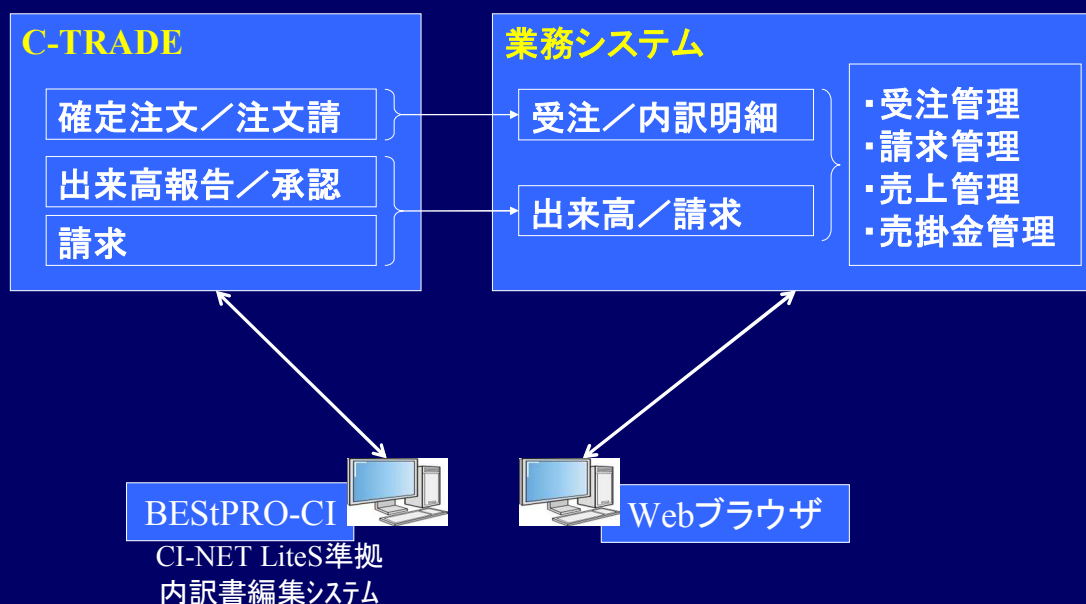 C-TRADE
確定注文／注文請
出来高報告／承認
請求
業務システム
受注／内訳明細
出来高／請求
・受注管理
・請求管理
・売上管理
・売掛金管理
BEStPRO-CI
CI-NET LiteS準拠
内訳書編集ｼｽﾃﾑ
Webブラウザ